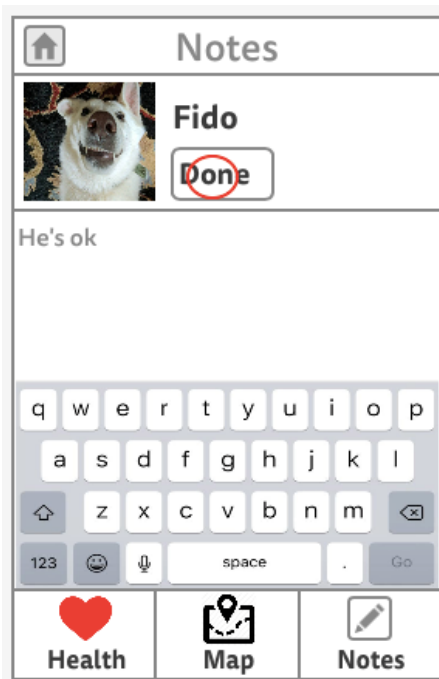 Notes
Fido
Done
He's ok
q w e r t y u i o p
a s d f g h j k l
z x c v b n m
123 space . Go
Health Map Notes